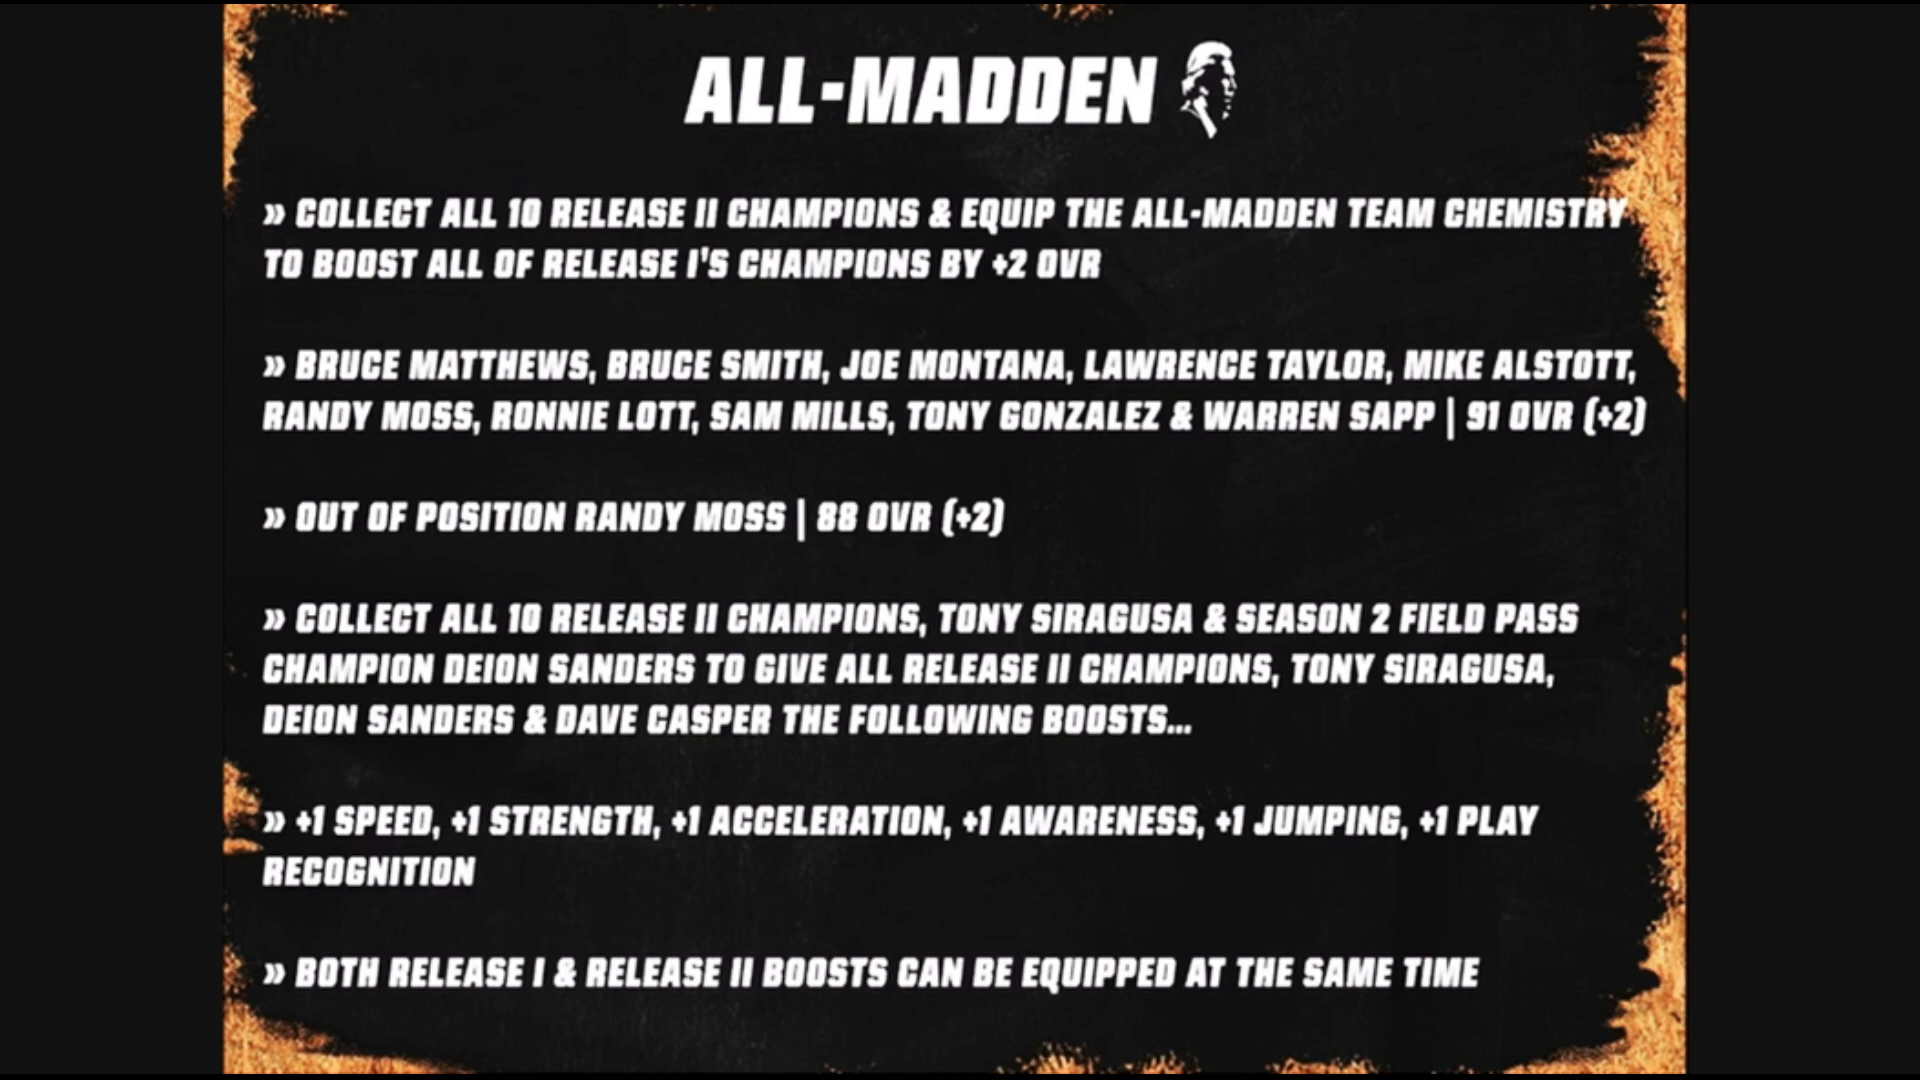 ALL-MADDEN
» COLLECT ALL 10 RELEASE II CHAMPIONS & EQUIP THE ALL-MADDEN TEAM CHEMISTRY
TO BOOST ALL OF RELEASE I'S CHAMPIONS BY +2 OVR
» BRUCE MATTHEWS, BRUCE SMITH, JOE MONTANA, LAWRENCE TAYLOR, MIKE ALSTOTT,
RANDY MOSS, RONNIE LOTT, SAM MILLS, TONY GONZALEZ & WARREN SAPP | 91 OVR (+2)
» OUT OF POSITION RANDY MOSS | 88 OVR (+2)
» COLLECT ALL 10 RELEASE II CHAMPIONS, TONY SIRAGUSA & SEASON 2 FIELD PASS
CHAMPION DEION SANDERS TO GIVE ALL RELEASE II CHAMPIONS, TONY SIRAGUSA,
DEION SANDERS & DAVE CASPER THE FOLLOWING BOOSTS...
» +1 SPEED, +1 STRENGTH, +1 ACCELERATION, +1 AWARENESS, +1 JUMPING, +1 PLAY
RECOGNITION
» BOTH RELEASE I & RELEASE II BOOSTS CAN BE EQUIPPED AT THE SAME TIME